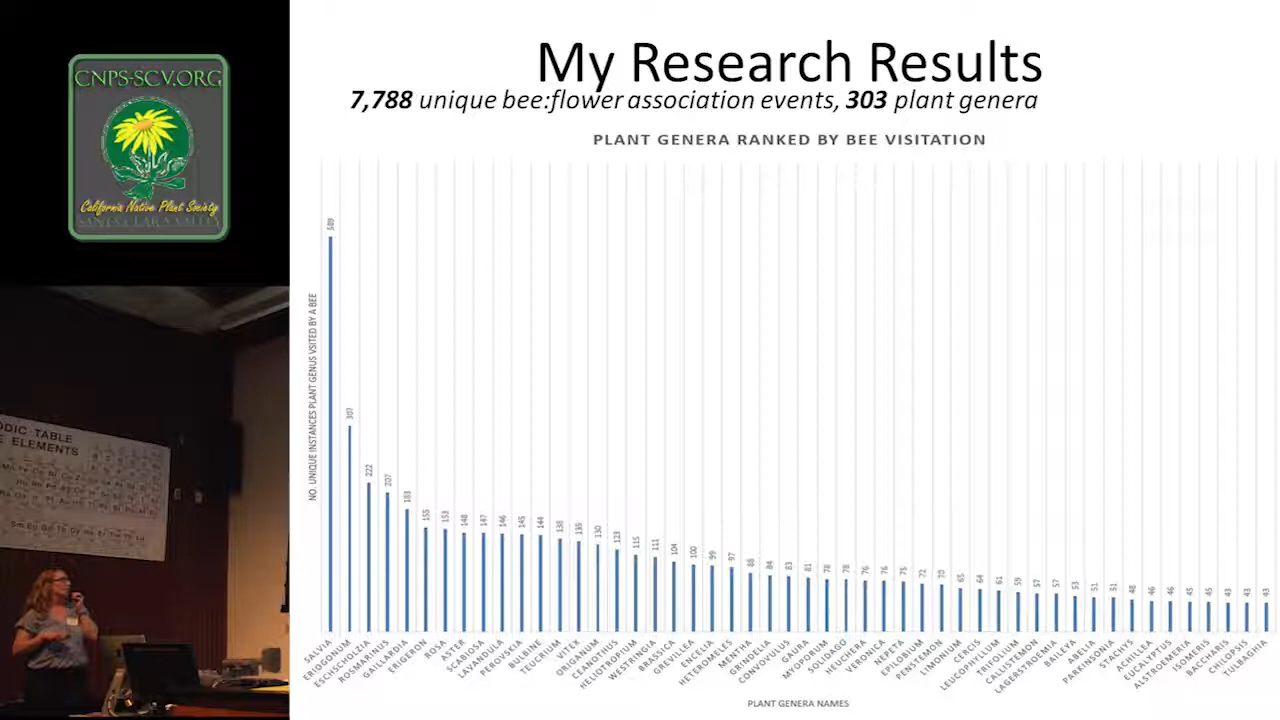 CNPS-SCV.ORG
California Native Plant Society
SANTA CLARA VALLEY
ODIC TABLE
ELEMENTS
My Research Results
7,788 unique bee:flower association events, 303 plant genera
PLANT GENERA RANKED BY BEE VISITATION
NO. UNIQUE INSTANCES PLANT GENUS VSITED BY A BEE
589
307
222
207
183
155
153
148
147
146
145
144
136
130
123
115
111
104
100
99
97
88
84
83
81
78
78
76
76
75
72
70
65
64
61
59
57
57
53
51
51
48
46
46
45
45
43
43
43
SALVIA
ERIOGONUM
ESCHSCHOLZIA
ROSMARINUS
GAILLARDIA
ERIGERON
ROSA
ASTER
SCABIOSA
LAVANDULA
PEROVSKIA
BULBINE
TEUCRIUM
VITEX
ORIGANUM
CEANOTHUS
HELIOTROPIUM
WESTRINGIA
BRASSICA
GREVILLEA
ENCELIA
HETEROMELES
MENTHA
GRINDELIA
CONVOLVULUS
GAURA
MYOPORUM
SOLIDAGO
HEUCHERA
VERONICA
NEPETA
EPILOBIUM
PENSTEMON
LIMONIUM
CERCIS
LEUCOPHYLLUM
TRIFOLIUM
CALLISTEMON
LAGERSTROEMIA
BAILEYA
ABELIA
PARKINSONIA
STACHYS
ACHILLEA
EUCALYPTUS
ALSTROEMERIA
ISOMERIS
BACCHARIS
CHILOPSIS
TULBAGHIA
PLANT GENERA NAMES